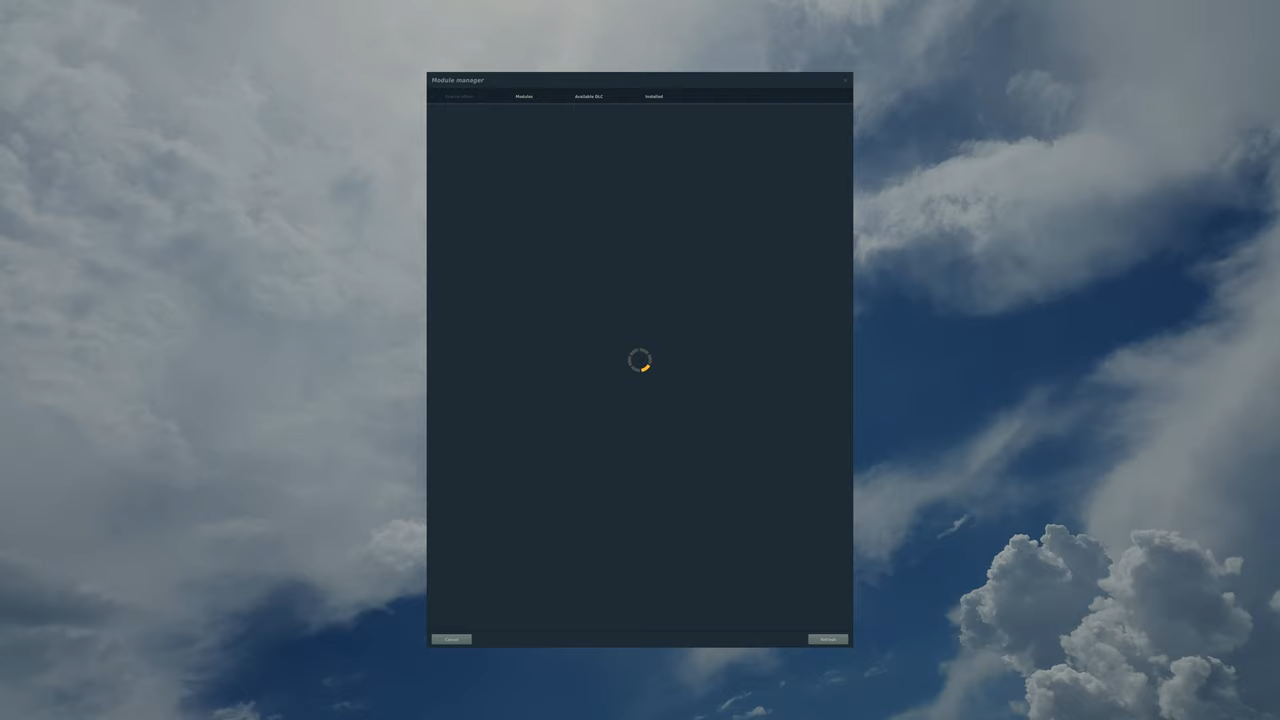 Module manager
Modules
Available DLC
Installed
Cancel
Refresh